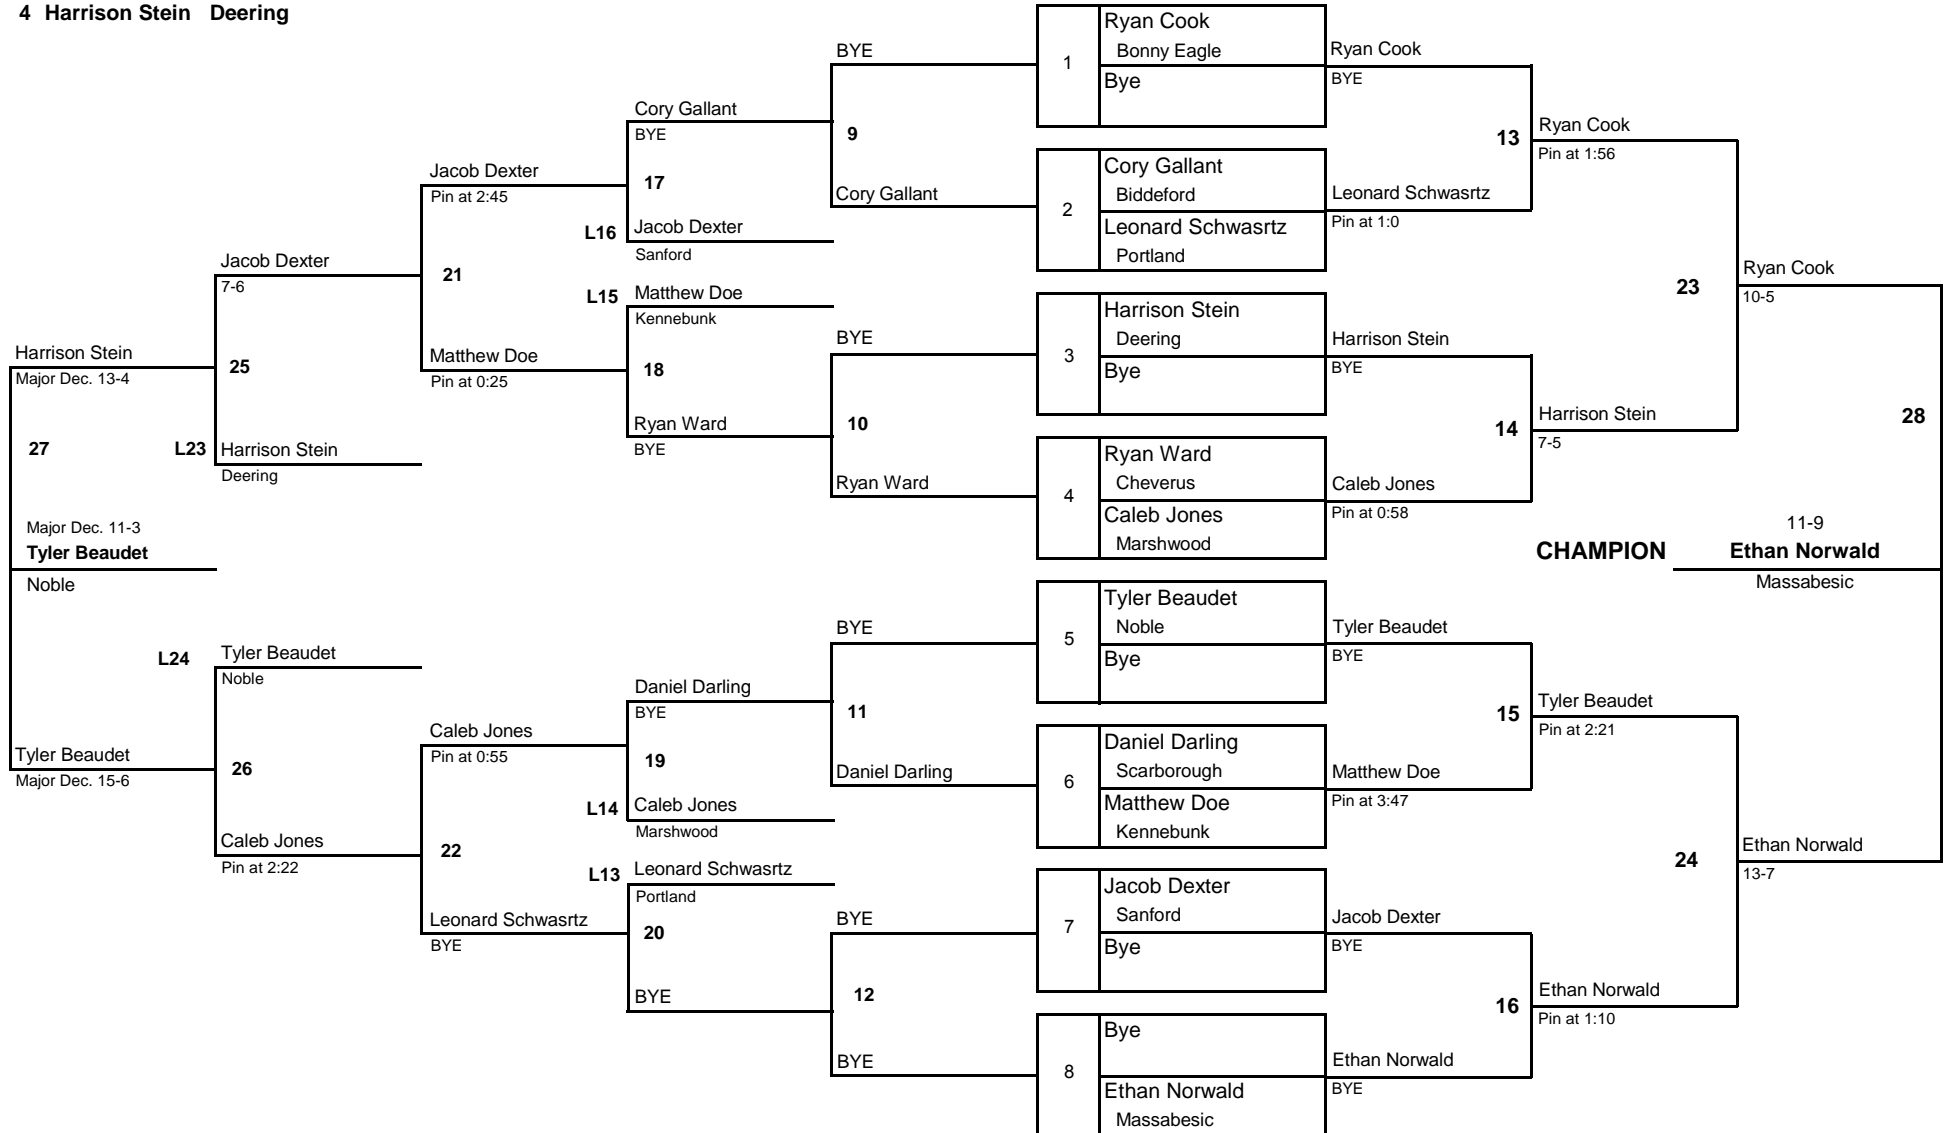 4 Harrison Stein Deering
Ryan Cook
Bonny Eagle
1
Bye
Cory Gallant
Biddeford
2
Leonard Schwasrtz
Portland
Harrison Stein
Deering
3
Bye
Ryan Ward
Cheverus
4
Caleb Jones
Marshwood
Tyler Beaudet
Noble
5
Bye
Daniel Darling
Scarborough
6
Matthew Doe
Kennebunk
Jacob Dexter
Sanford
7
Bye
Bye
8
Ethan Norwald
Massabesic
Ryan Cook
BYE
13
Leonard Schwasrtz
Pin at 1:0
Harrison Stein
BYE
14
Caleb Jones
Pin at 0:58
Tyler Beaudet
BYE
15
Matthew Doe
Pin at 3:47
Jacob Dexter
BYE
16
Ethan Norwald
BYE
Ryan Cook
Pin at 1:56
23
Harrison Stein
7-5
Tyler Beaudet
Pin at 2:21
24
Ethan Norwald
Pin at 1:10
Ryan Cook
10-5
28
11-9
CHAMPION Ethan Norwald
Massabesic
Ethan Norwald
13-7
BYE
9
Cory Gallant
BYE
10
Ryan Ward
BYE
11
Daniel Darling
BYE
12
BYE
Cory Gallant
BYE
17
L16 Jacob Dexter
Sanford
L15 Matthew Doe
Kennebunk
18
Ryan Ward
BYE
Daniel Darling
BYE
19
L14 Caleb Jones
Marshwood
L13 Leonard Schwasrtz
Portland
20
BYE
Jacob Dexter
Pin at 2:45
21
Matthew Doe
Pin at 0:25
Caleb Jones
Pin at 0:55
22
Leonard Schwasrtz
BYE
Jacob Dexter
7-6
25
L23 Harrison Stein
Deering
L24 Tyler Beaudet
Noble
26
Caleb Jones
Pin at 2:22
Harrison Stein
Major Dec. 13-4
27
Major Dec. 11-3
Tyler Beaudet
Noble
Tyler Beaudet
Major Dec. 15-6